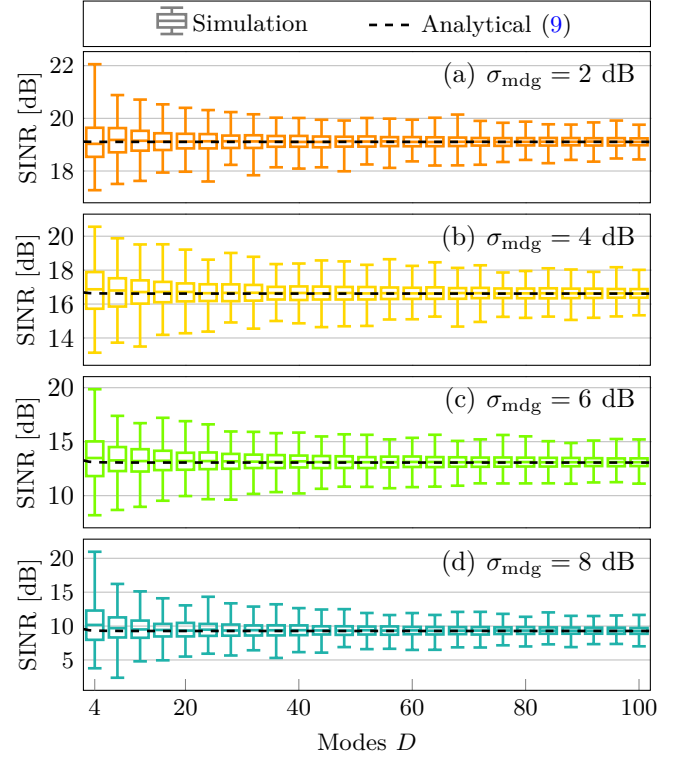 Simulation Analytical (9)
(a) σmdg = 2 dB
22
20
18
SINR [dB]
(b) σmdg = 4 dB
20
18
16
14
SINR [dB]
(c) σmdg = 6 dB
20
15
10
SINR [dB]
(d) σmdg = 8 dB
20
15
10
5
SINR [dB]
4 20 40 60 80 100
Modes D